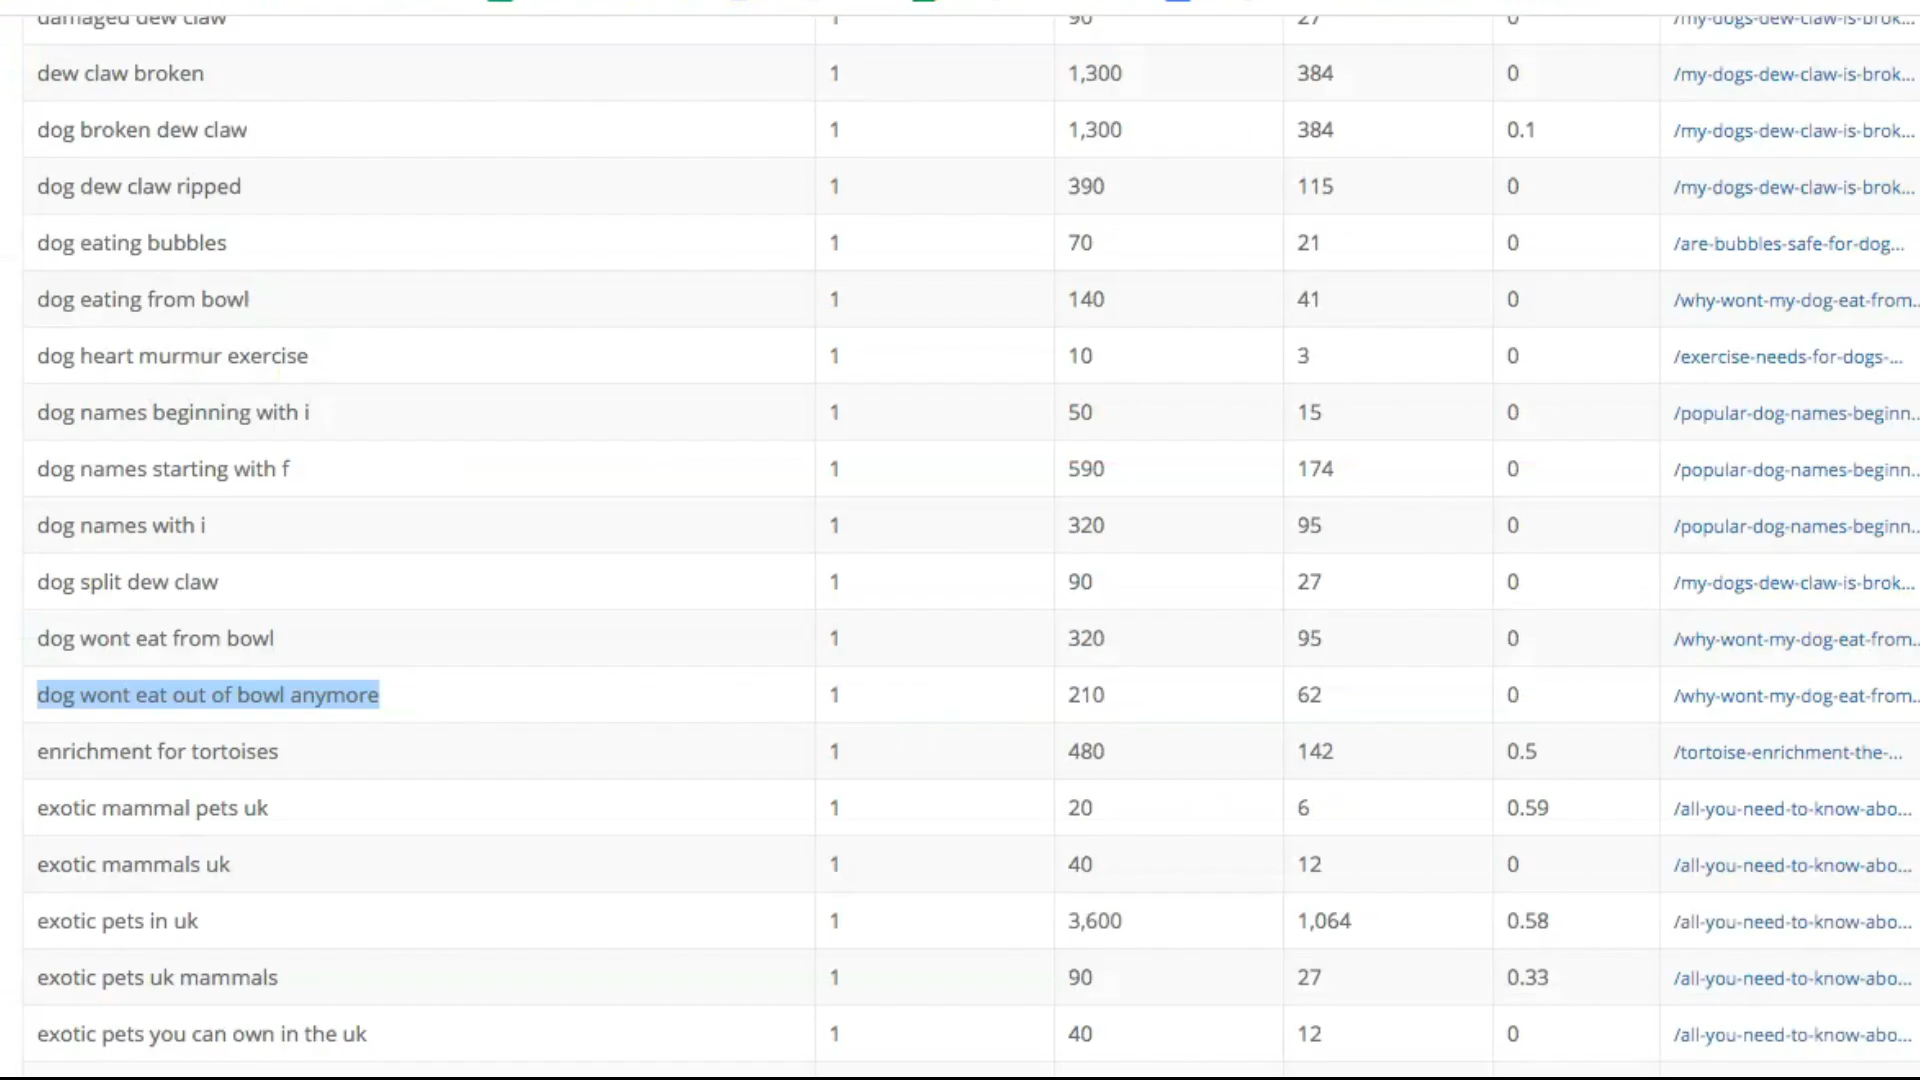 damaged dew claw 1 90 27 0 /my-dogs-dew-claw-is-brok...
dew claw broken 1 1,300 384 0 /my-dogs-dew-claw-is-brok...
dog broken dew claw 1 1,300 384 0.1 /my-dogs-dew-claw-is-brok...
dog dew claw ripped 1 390 115 0 /my-dogs-dew-claw-is-brok...
dog eating bubbles 1 70 21 0 /are-bubbles-safe-for-dog...
dog eating from bowl 1 140 41 0 /why-wont-my-dog-eat-from..
dog heart murmur exercise 1 10 3 0 /exercise-needs-for-dogs-...
dog names beginning with i 1 50 15 0 /popular-dog-names-beginn..
dog names starting with f 1 590 174 0 /popular-dog-names-beginn..
dog names with i 1 320 95 0 /popular-dog-names-beginn..
dog split dew claw 1 90 27 0 /my-dogs-dew-claw-is-brok...
dog wont eat from bowl 1 320 95 0 /why-wont-my-dog-eat-from..
dog wont eat out of bowl anymore 1 210 62 0 /why-wont-my-dog-eat-from..
enrichment for tortoises 1 480 142 0.5 /tortoise-enrichment-the-...
exotic mammal pets uk 1 20 6 0.59 /all-you-need-to-know-abo...
exotic mammals uk 1 40 12 0 /all-you-need-to-know-abo...
exotic pets in uk 1 3,600 1,064 0.58 /all-you-need-to-know-abo...
exotic pets uk mammals 1 90 27 0.33 /all-you-need-to-know-abo...
exotic pets you can own in the uk 1 40 12 0 /all-you-need-to-know-abo...